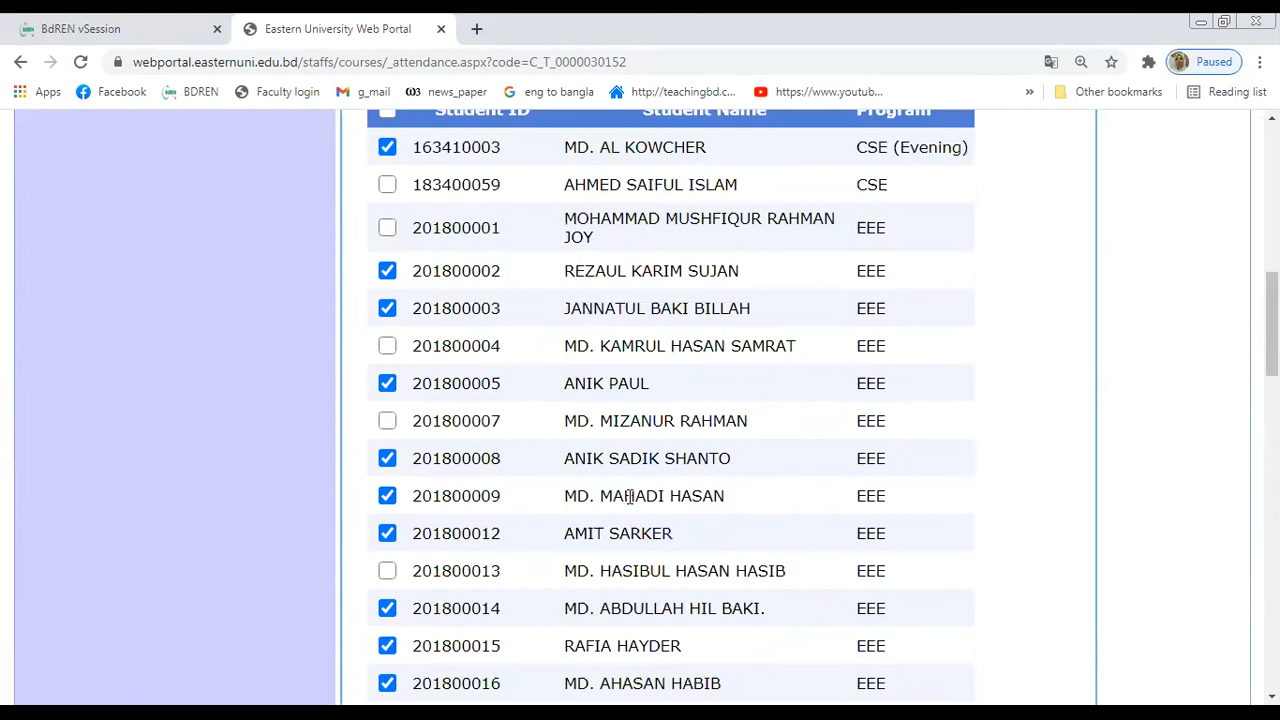 BdREN vSession
Eastern University Web Portal
webportal.easternuni.edu.bd/staffs/courses/_attendance.aspx?code=C_T_0000030152
Paused
Apps Facebook BDREN Faculty login g_mail news_paper eng to bangla http://teachingbd.c... https://www.youtub... » Other bookmarks Reading list
Student ID Student Name Program
163410003 MD. AL KOWCHER CSE (Evening)
183400059 AHMED SAIFUL ISLAM CSE
201800001 MOHAMMAD MUSHFIQUR RAHMAN EEE
JOY
201800002 REZAUL KARIM SUJAN EEE
201800003 JANNATUL BAKI BILLAH EEE
201800004 MD. KAMRUL HASAN SAMRAT EEE
201800005 ANIK PAUL EEE
201800007 MD. MIZANUR RAHMAN EEE
201800008 ANIK SADIK SHANTO EEE
201800009 MD. MAHADI HASAN EEE
201800012 AMIT SARKER EEE
201800013 MD. HASIBUL HASAN HASIB EEE
201800014 MD. ABDULLAH HIL BAKI. EEE
201800015 RAFIA HAYDER EEE
201800016 MD. AHASAN HABIB EEE